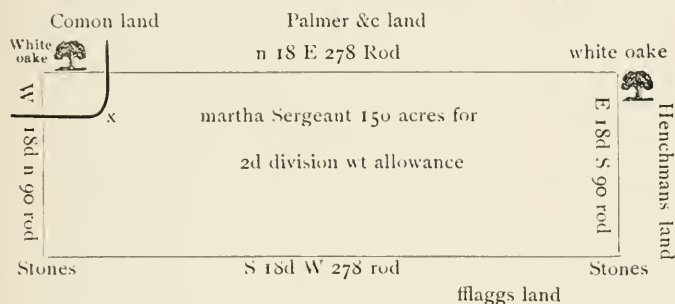 Comon land Palmer &c land
White oake n 18 E 278 Rod white oake
x martha Sergeant 150 acres for
2d division wt allowance
W 18d n 90 rod
E 18d S 90 rod
Henchmans land
Stones S 18d W 278 rod Stones
fflaggs land